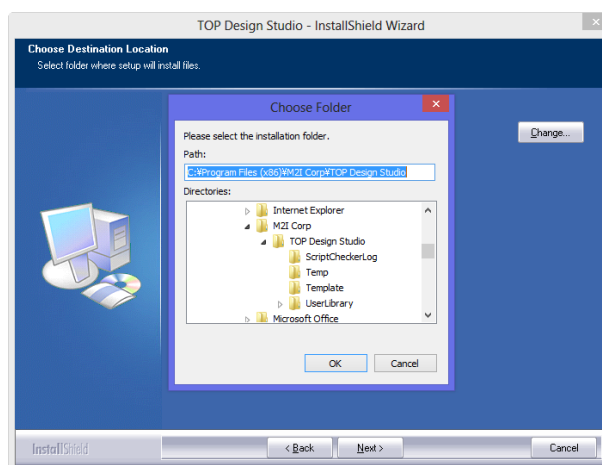 TOP Design Studio - InstallShield Wizard
Choose Destination Location
Select folder where setup will install files.
Choose Folder
Please select the installation folder.
Path:
C:¥Program Files (x86)¥M2I Corp¥TOP Design Studio
Directories:
Internet Explorer
M2I Corp
TOP Design Studio
ScriptCheckerLog
Temp
Template
UserLibrary
Microsoft Office
OK Cancel
Change...
InstallShield
< Back Next > Cancel